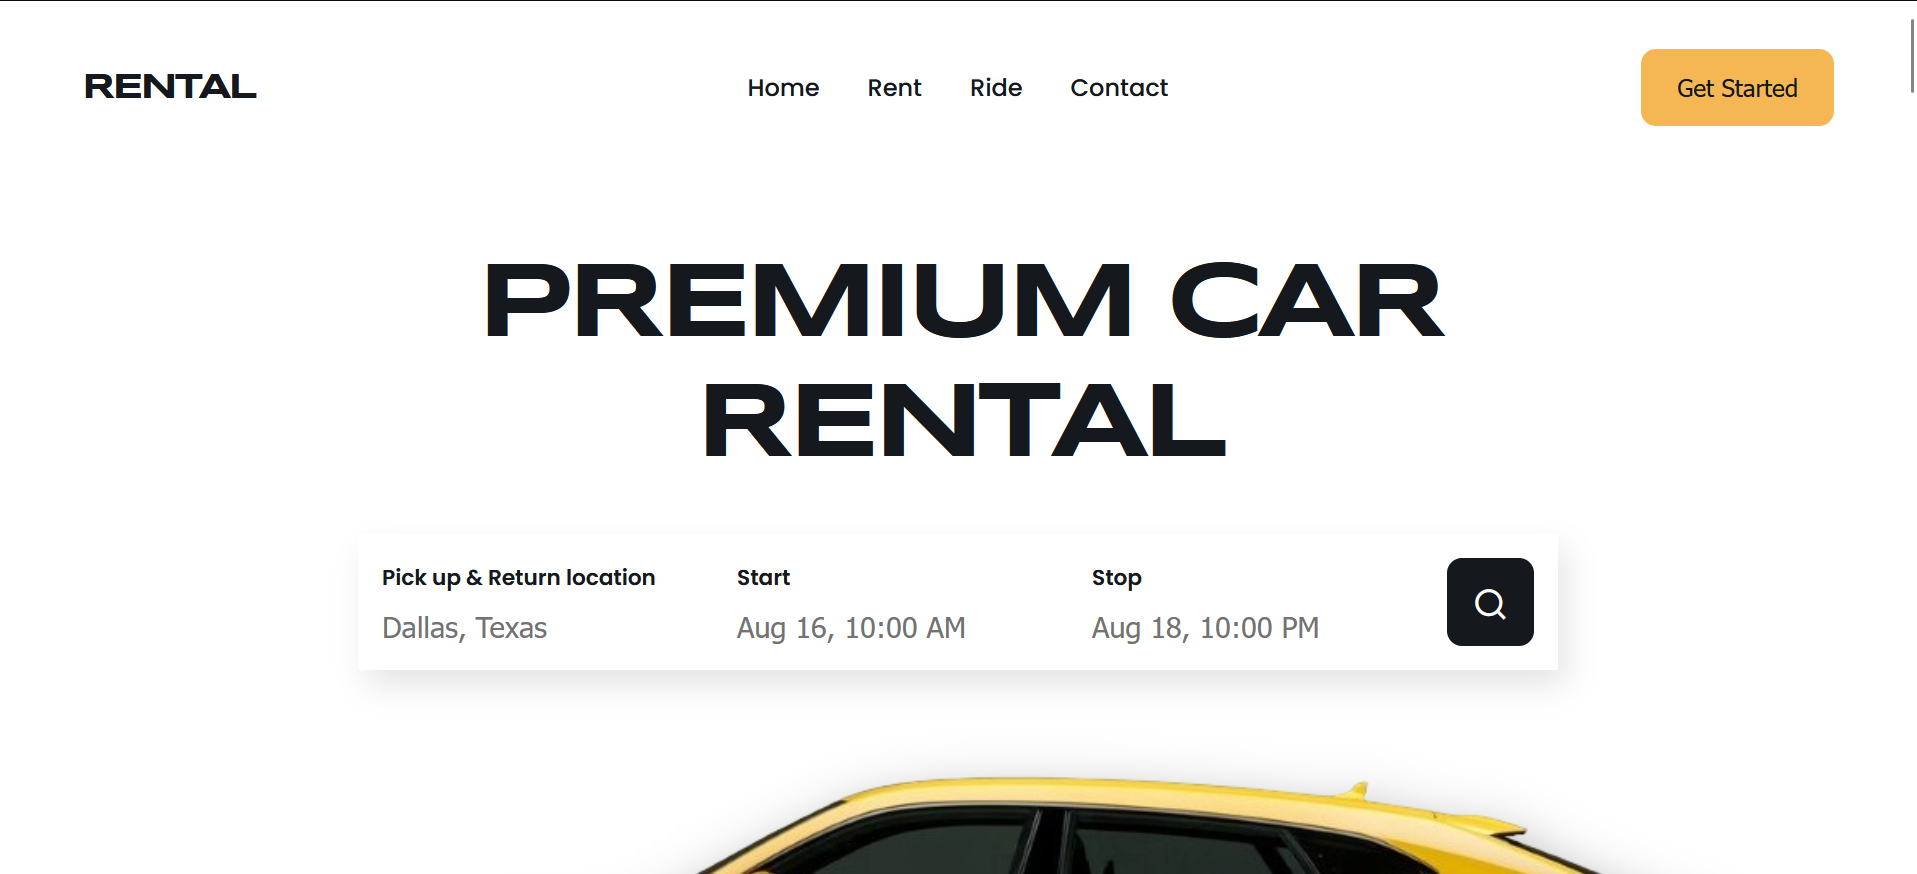 RENTAL
Home Rent Ride Contact
Get Started
PREMIUM CAR
RENTAL
Pick up & Return location Start Stop
Dallas, Texas Aug 16, 10:00 AM Aug 18, 10:00 PM